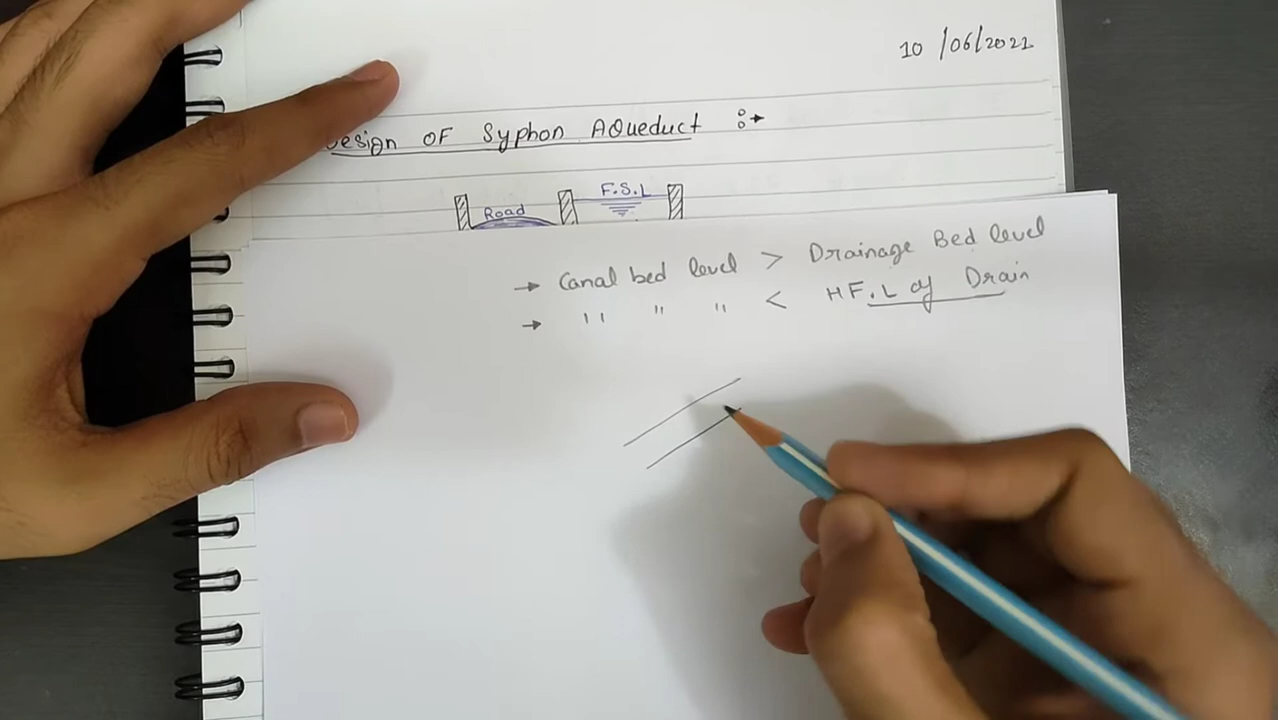 10/06/2021
Design OF Syphon AQueduct :→
F.S.L
Road
→ Canal bed level > Drainage Bed level
→ '' '' '' < HF.L of Drain